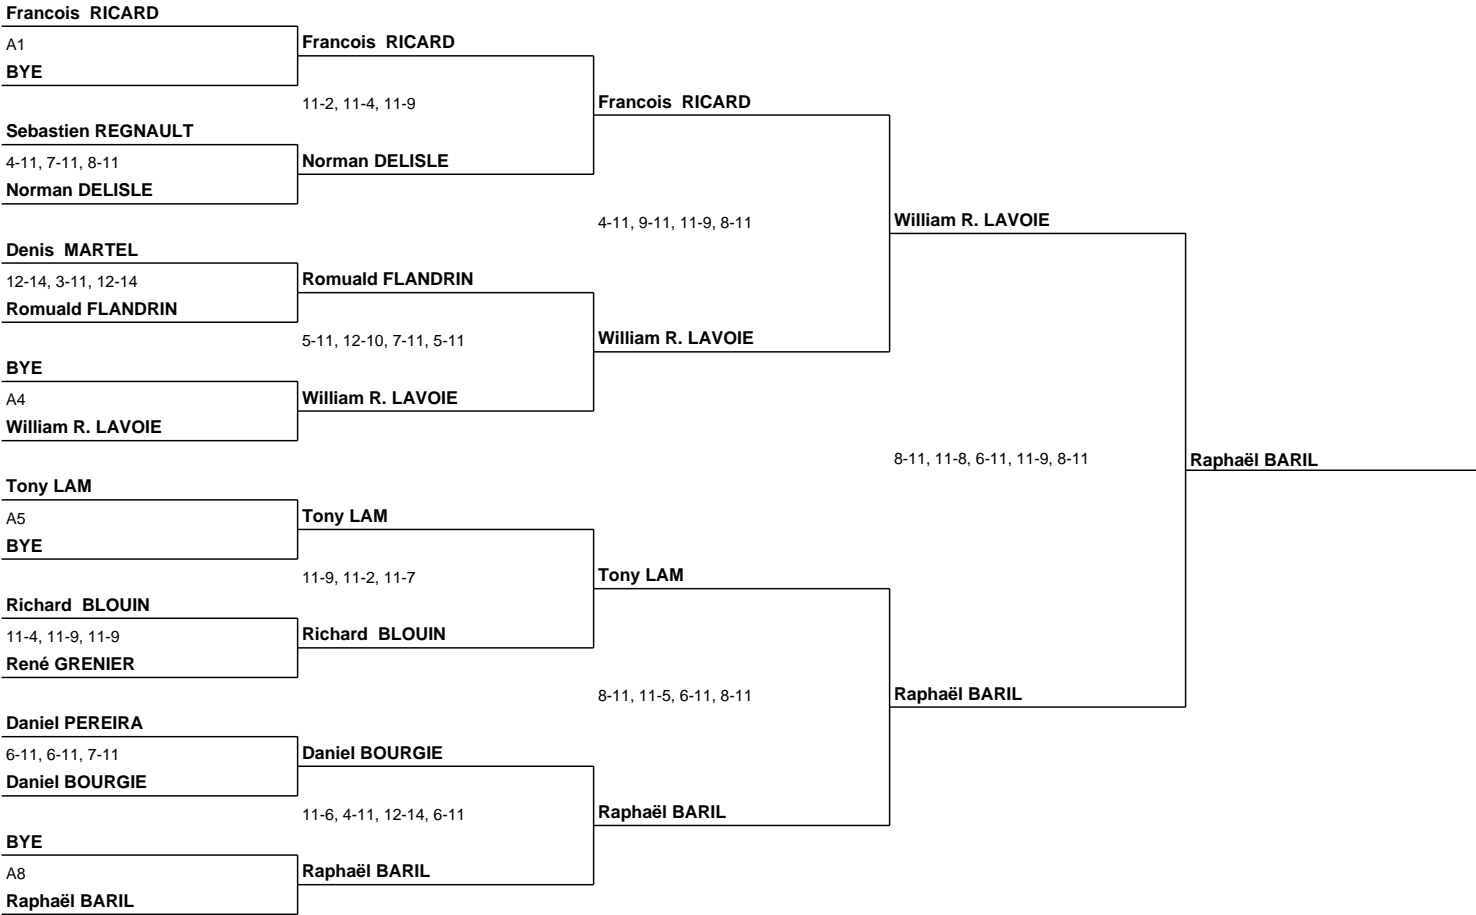 Francois  RICARD
A1
BYE
Francois  RICARD
11-2, 11-4, 11-9
Francois  RICARD
Sebastien REGNAULT
4-11, 7-11, 8-11
Norman DELISLE
Norman DELISLE
4-11, 9-11, 11-9, 8-11
William R. LAVOIE
Denis  MARTEL
12-14, 3-11, 12-14
Romuald FLANDRIN
Romuald FLANDRIN
5-11, 12-10, 7-11, 5-11
William R. LAVOIE
BYE
A4
William R. LAVOIE
William R. LAVOIE
8-11, 11-8, 6-11, 11-9, 8-11
Raphaël BARIL
Tony LAM
A5
BYE
Tony LAM
11-9, 11-2, 11-7
Tony LAM
Richard  BLOUIN
11-4, 11-9, 11-9
René GRENIER
Richard  BLOUIN
8-11, 11-5, 6-11, 8-11
Raphaël BARIL
Daniel PEREIRA
6-11, 6-11, 7-11
Daniel BOURGIE
Daniel BOURGIE
11-6, 4-11, 12-14, 6-11
Raphaël BARIL
BYE
A8
Raphaël BARIL
Raphaël BARIL